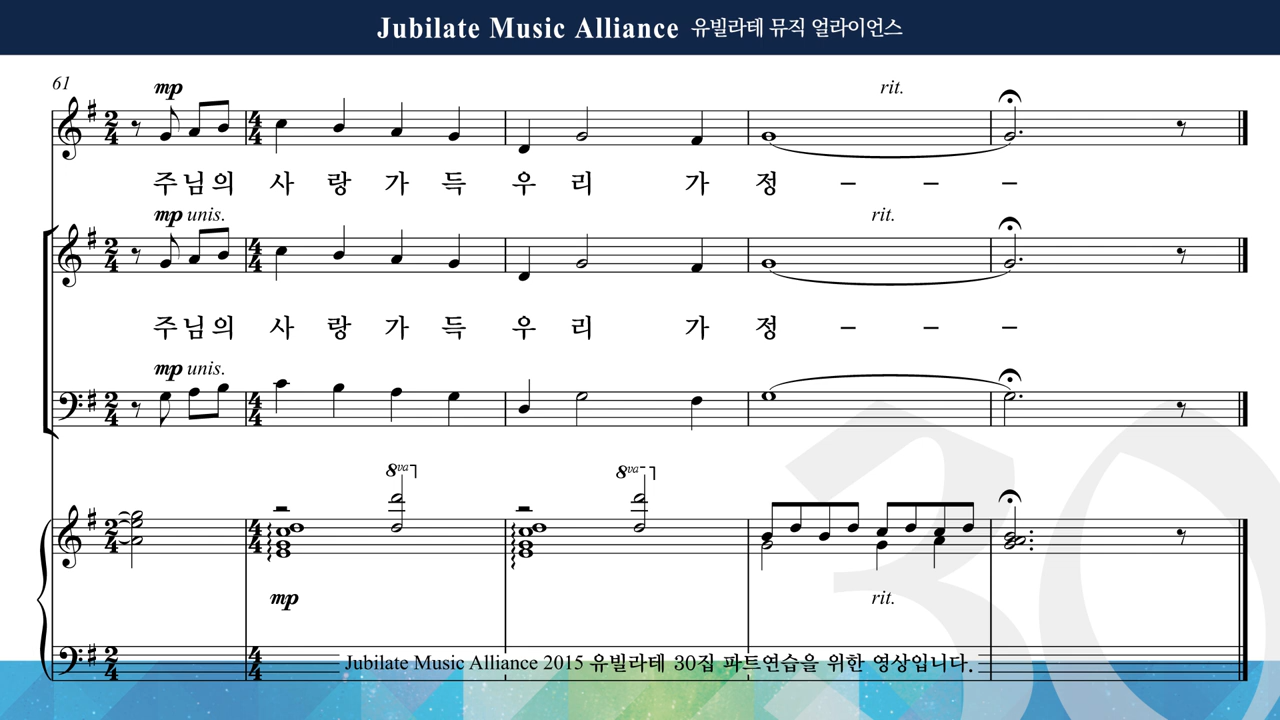 Jubilate Music Alliance 유빌라테 뮤직 얼라이언스
61
mp
rit.
주님의 사 랑 가 득 우 리 가 정 – – –
mp unis.
rit.
주님의 사 랑 가 득 우 리 가 정 – – –
mp unis.
8va
8va
mp
rit.
Jubilate Music Alliance 2015 유빌라테 30집 파트연습을 위한 영상입니다.
30